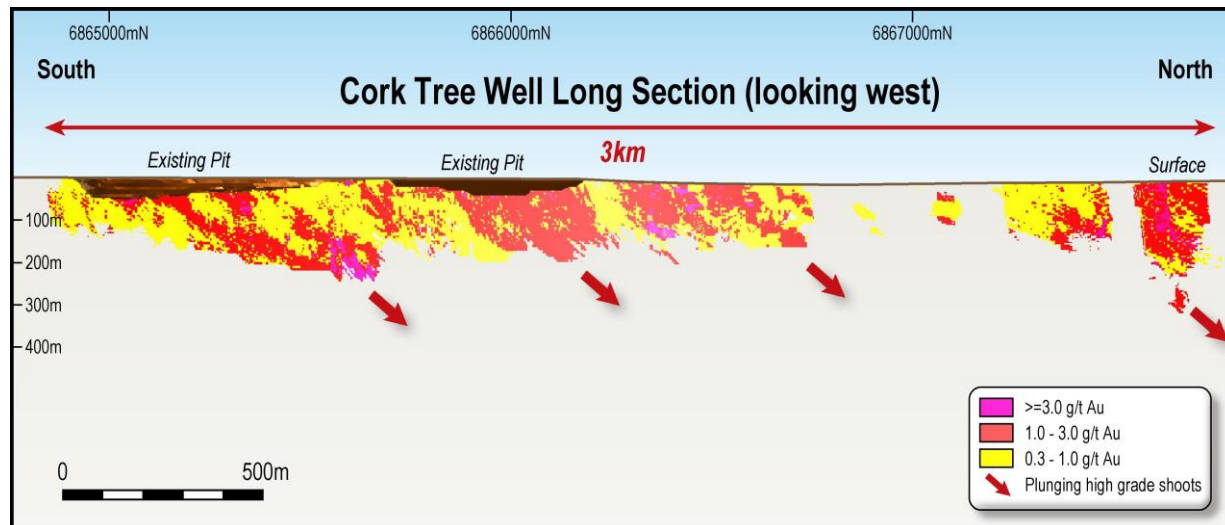 6865000mN 6866000mN 6867000mN
South North
Cork Tree Well Long Section (looking west)
3km
Existing Pit Existing Pit Surface
100m
200m
300m
400m
0 500m
>=3.0 g/t Au
1.0 - 3.0 g/t Au
0.3 - 1.0 g/t Au
Plunging high grade shoots